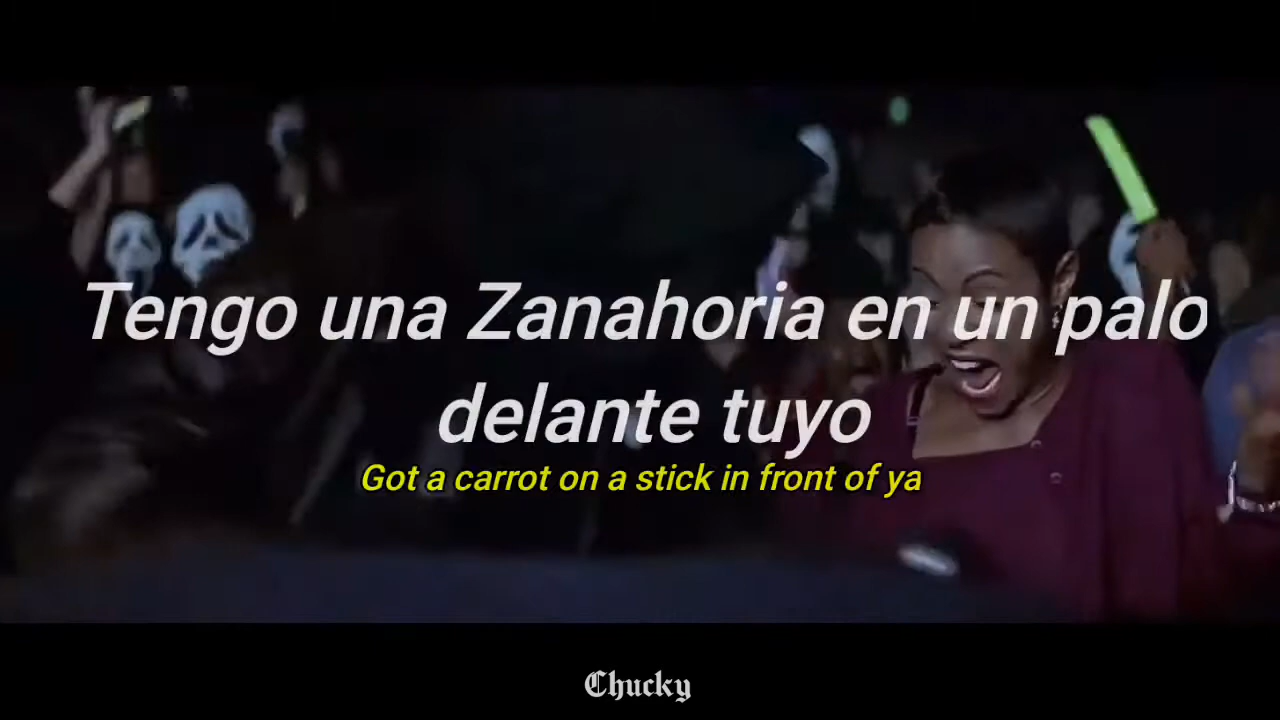 Tengo una Zanahoria en un palo
delante tuyo
Got a carrot on a stick in front of ya
Chucky